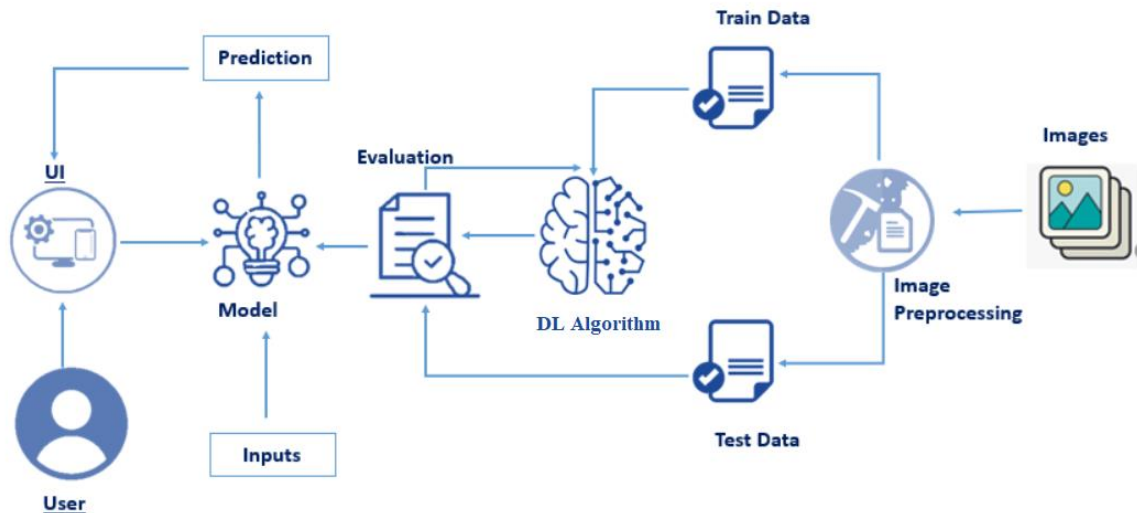 Train Data
Prediction
Images
Evaluation
UI
Image
Preprocessing
Model
DL Algorithm
Test Data
Inputs
User